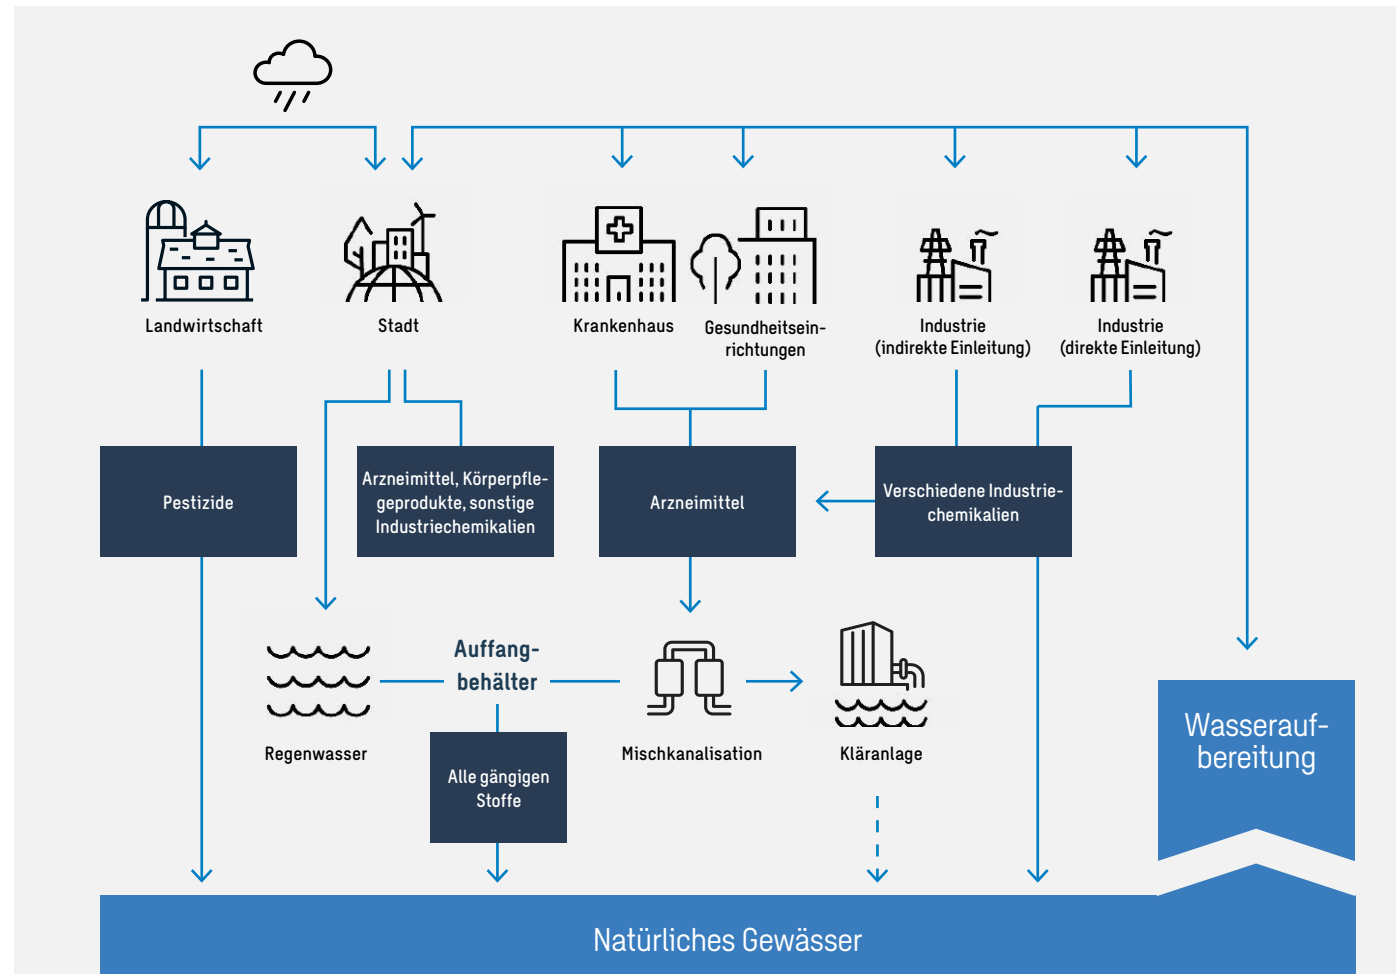 Landwirtschaft
Stadt
Krankenhaus
Gesundheitsein-
richtungen
Industrie
(indirekte Einleitung)
Industrie
(direkte Einleitung)
Pestizide
Arzneimittel, Körperpfle-
geprodukte, sonstige
Industriechemikalien
Arzneimittel
Verschiedene Industrie-
chemikalien
Auffang-
behälter
Regenwasser
Mischkanalisation
Kläranlage
Alle gängigen
Stoffe
Wasserauf-
bereitung
Natürliches Gewässer